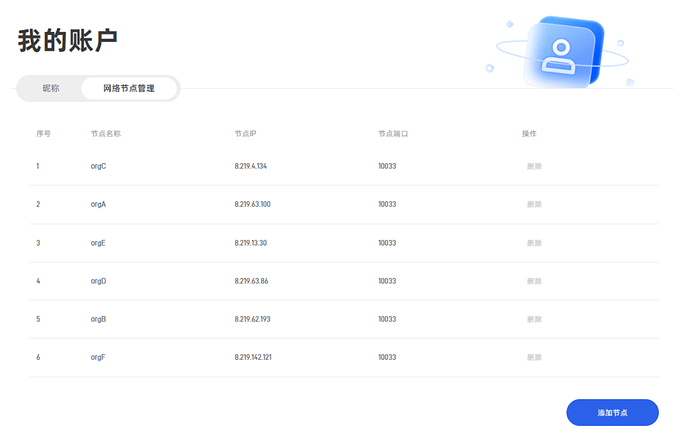 我的账户
昵称 网络节点管理
序号 节点名称 节点IP 节点端口 操作
1 orgC 8.219.4.134 10033 删除
2 orgA 8.219.63.100 10033 删除
3 orgE 8.219.13.30 10033 删除
4 orgD 8.219.63.86 10033 删除
5 orgB 8.219.62.193 10033 删除
6 orgF 8.219.142.121 10033 删除
添加节点